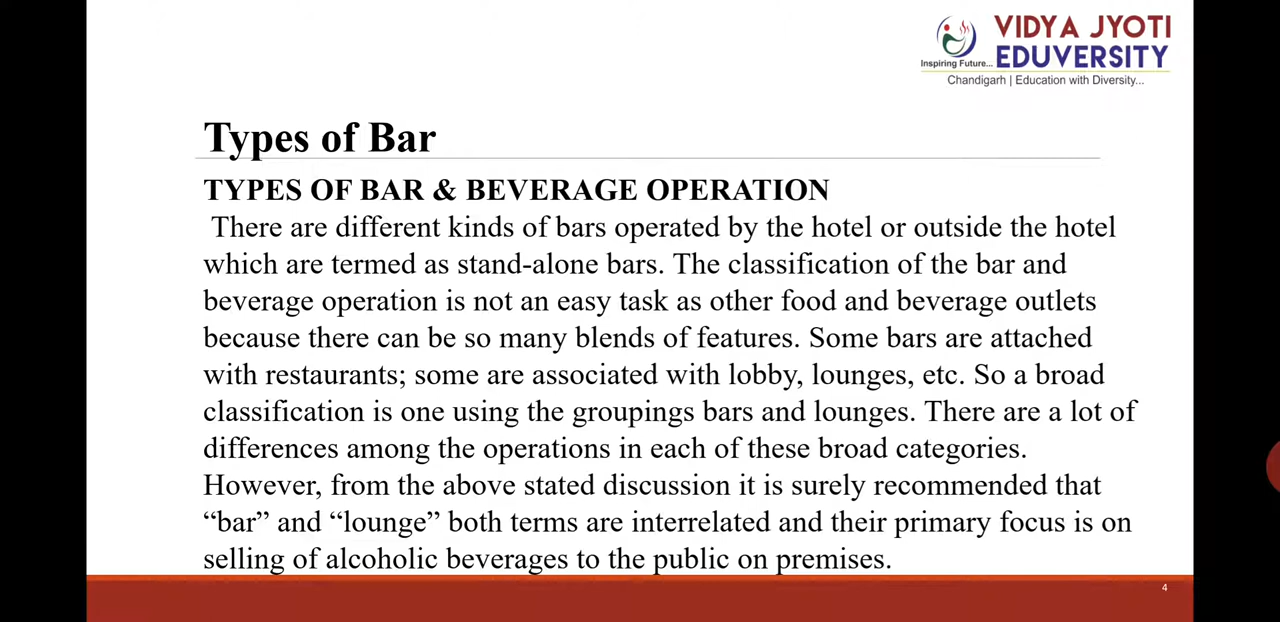 VIDYA JYOTI
EDUVERSITY
Inspiring Future...
Chandigarh | Education with Diversity...
Types of Bar
TYPES OF BAR & BEVERAGE OPERATION
There are different kinds of bars operated by the hotel or outside the hotel
which are termed as stand-alone bars. The classification of the bar and
beverage operation is not an easy task as other food and beverage outlets
because there can be so many blends of features. Some bars are attached
with restaurants; some are associated with lobby, lounges, etc. So a broad
classification is one using the groupings bars and lounges. There are a lot of
differences among the operations in each of these broad categories.
However, from the above stated discussion it is surely recommended that
“bar” and “lounge” both terms are interrelated and their primary focus is on
selling of alcoholic beverages to the public on premises.
4